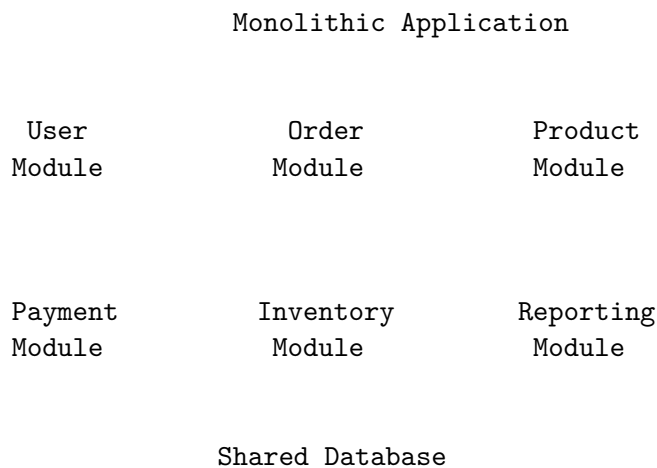 Monolithic Application
User Order Product
Module Module Module
Payment Inventory Reporting
Module Module Module
Shared Database